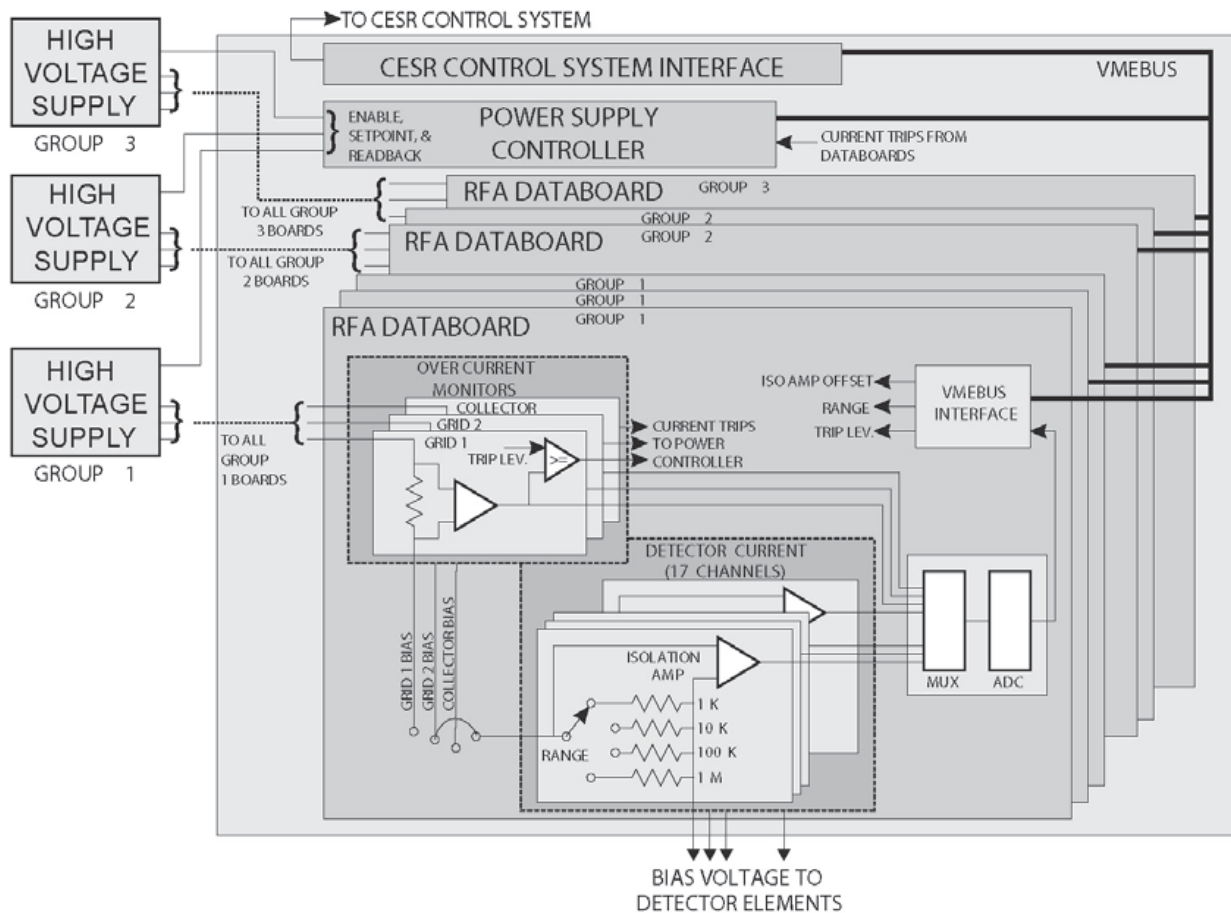 TO CESR CONTROL SYSTEM
HIGH
VOLTAGE
SUPPLY
GROUP 3
CESR CONTROL SYSTEM INTERFACE
VMEBUS
ENABLE,
SETPOINT, &
READBACK
POWER SUPPLY
CONTROLLER
CURRENT TRIPS FROM
DATABOARDS
HIGH
VOLTAGE
SUPPLY
GROUP 2
TO ALL GROUP
3 BOARDS
RFA DATABOARD
GROUP 3
GROUP 2
TO ALL GROUP
2 BOARDS
RFA DATABOARD
GROUP 2
GROUP 1
GROUP 1
RFA DATABOARD
GROUP 1
HIGH
VOLTAGE
SUPPLY
GROUP 1
TO ALL
GROUP
1 BOARDS
OVER CURRENT
MONITORS
COLLECTOR
GRID 2
GRID 1
TRIP LEV.
>=
CURRENT TRIPS
TO POWER
CONTROLLER
ISO AMP OFFSET
RANGE
TRIP LEV.
VMEBUS
INTERFACE
DETECTOR CURRENT
(17 CHANNELS)
GRID 1 BIAS
GRID 2 BIAS
COLLECTOR BIAS
ISOLATION
AMP
RANGE
1 K
10 K
100 K
1 M
MUX
ADC
BIAS VOLTAGE TO
DETECTOR ELEMENTS